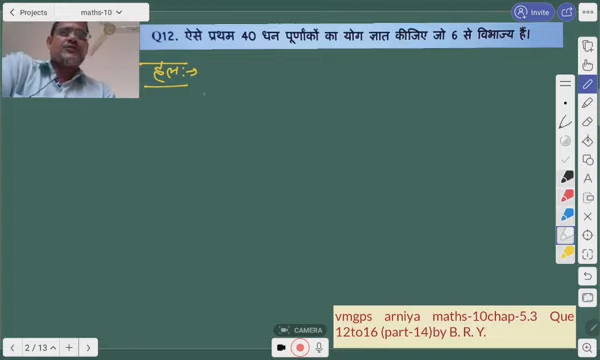 Projects
maths-10
Invite
Q12. ऐसे प्रथम 40 धन पूर्णांकों का योग ज्ञात कीजिए जो 6 से विभाज्य हैं।
हल:→
A
CAMERA
vmgps arniya maths-10chap-5.3 Que
12to16 (part-14)by B. R. Y.
2 / 13